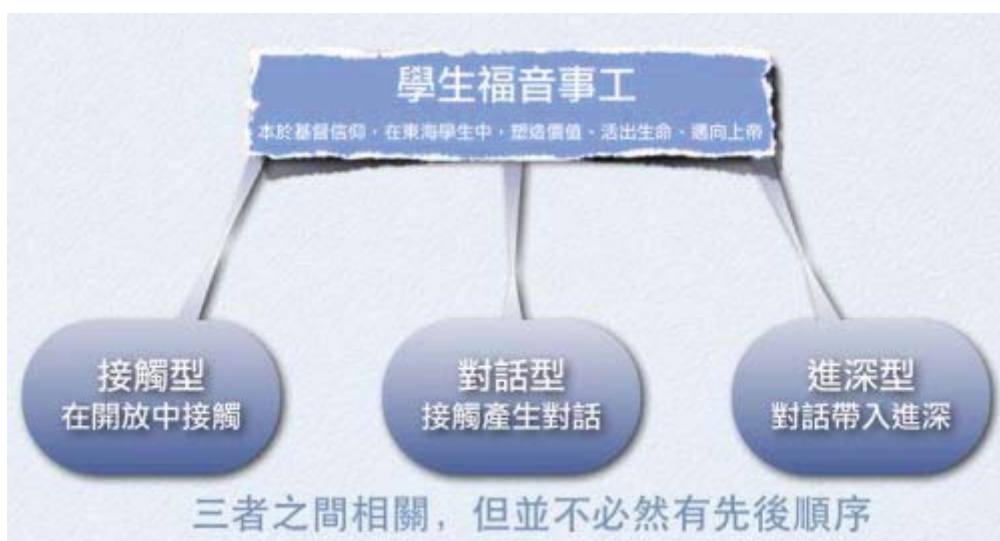 學生福音事工
本於基督信仰，在東海學生中，塑造價值、活出生命、邁向上帝
接觸型
在開放中接觸
對話型
接觸產生對話
進深型
對話帶入進深
三者之間相關，但並不必然有先後順序